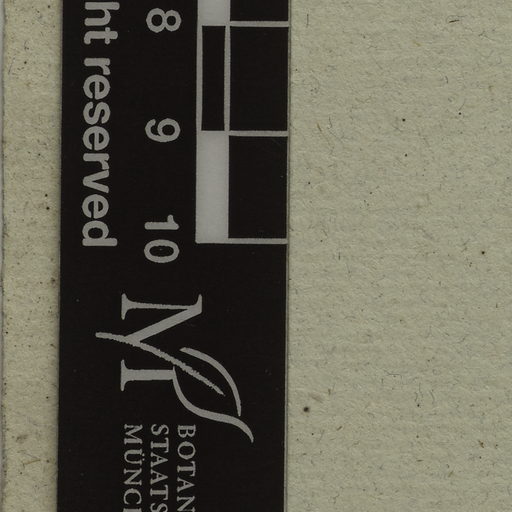 8 9 10
ht reserved
M
BOTAN
STAATS
MÜNC